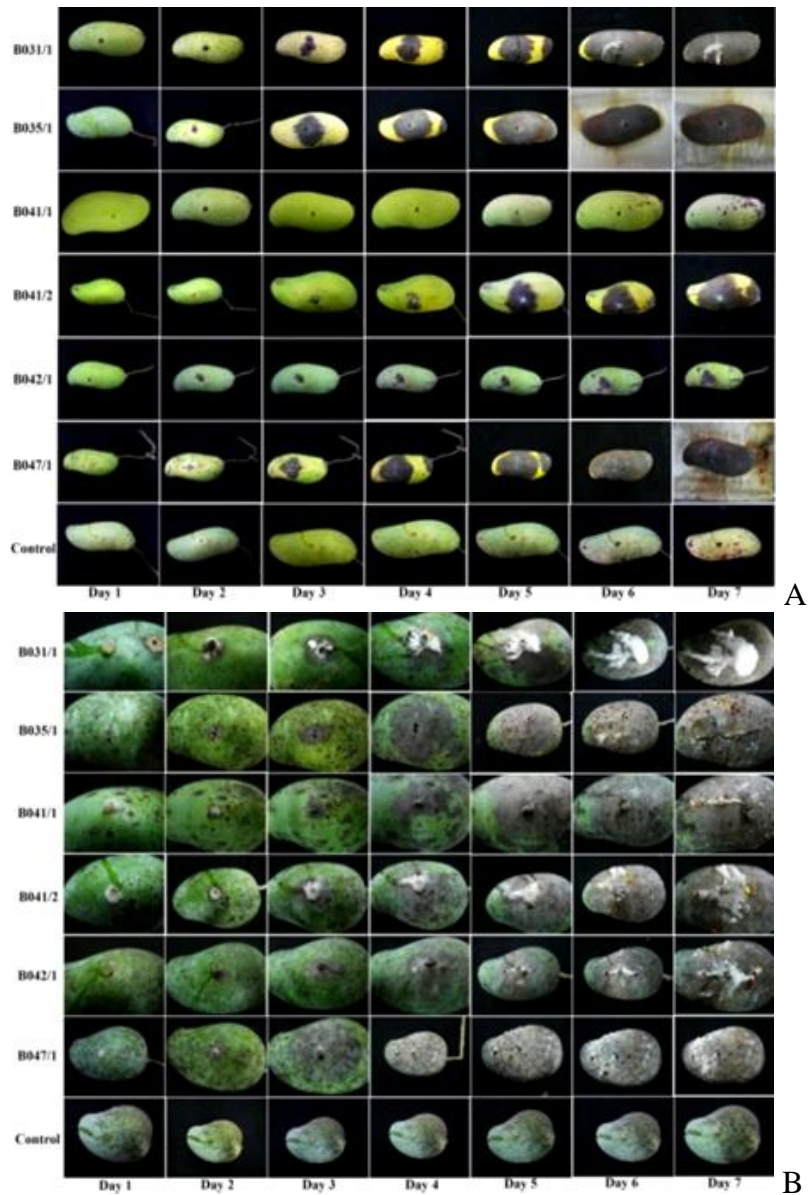 B031/1
B035/1
B041/1
B041/2
B042/1
B047/1
Control
Day 1 Day 2 Day 3 Day 4 Day 5 Day 6 Day 7
A
B031/1
B035/1
B041/1
B041/2
B042/1
B047/1
Control
Day 1 Day 2 Day 3 Day 4 Day 5 Day 6 Day 7
B